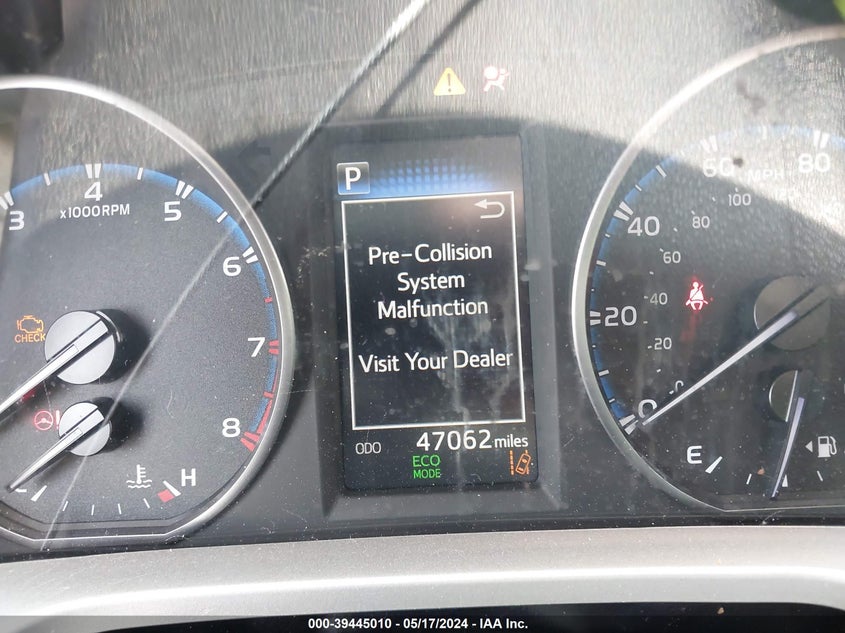 P
Pre-Collision
System
Malfunction
Visit Your Dealer
ODO 47062 miles
ECO
MODE
3 4 5 6 7 8
x1000RPM
CHECK
H
0 20 40 60 80
MPH
0 20 40 60 80 100 120
E
000-39445010 - 05/17/2024 - IAA Inc.